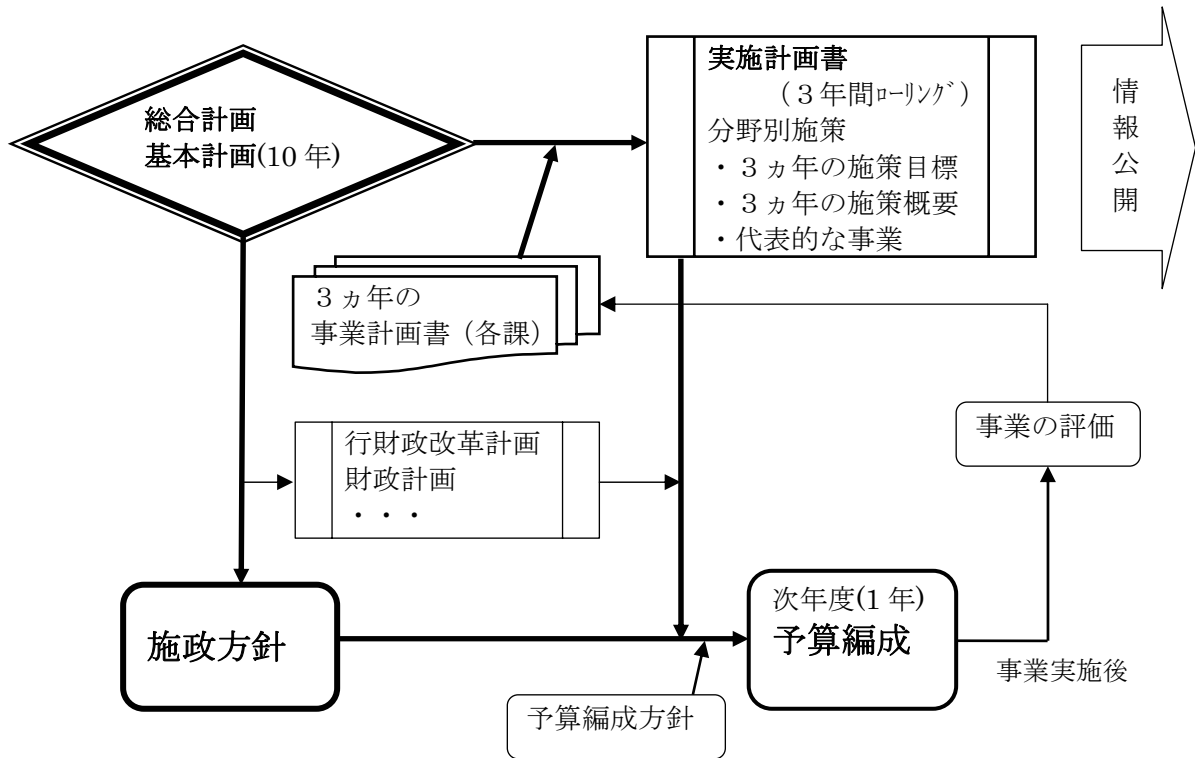 総合計画
基本計画(10 年)
実施計画書
（３年間ﾛｰﾘﾝｸﾞ）
分野別施策
・３ヵ年の施策目標
・３ヵ年の施策概要
・代表的な事業
情
報
公
開
３ヵ年の
事業計画書（各課）
行財政改革計画
財政計画
・・・
事業の評価
施政方針
次年度(1 年)
予算編成
事業実施後
予算編成方針